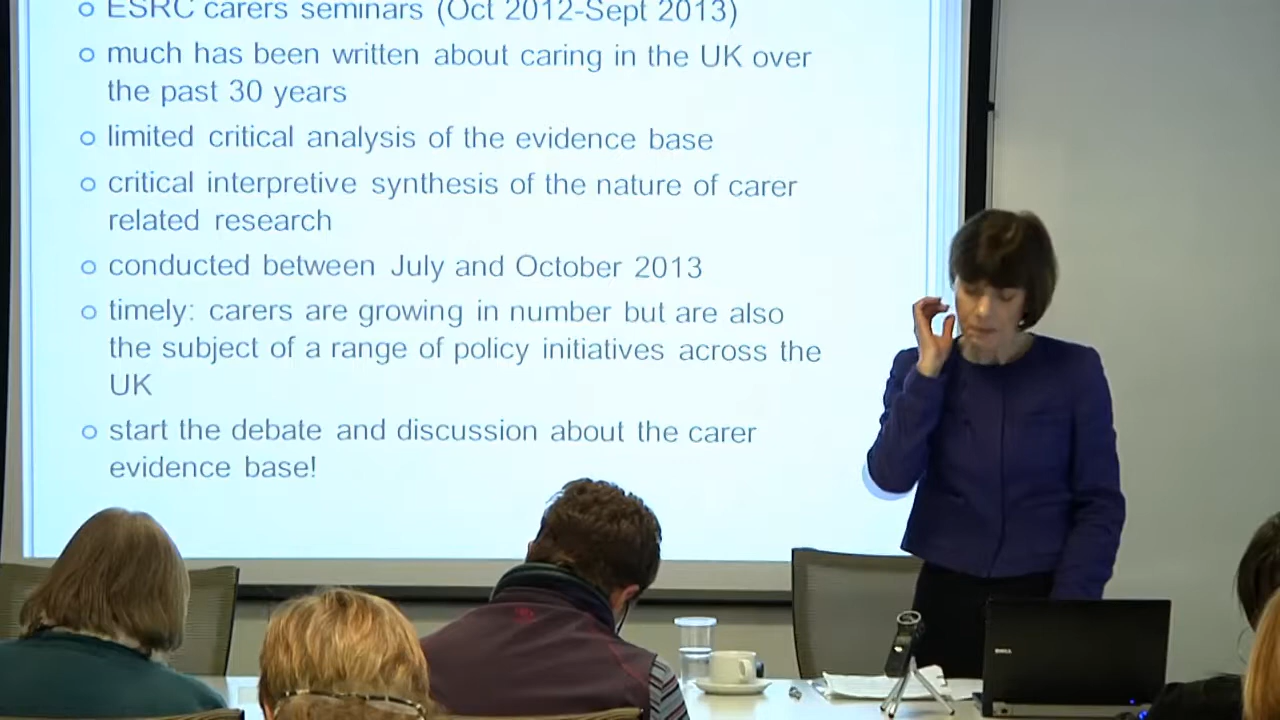 ESRC carers seminars (Oct 2012-Sept 2013)
much has been written about caring in the UK over
the past 30 years
limited critical analysis of the evidence base
critical interpretive synthesis of the nature of carer
related research
conducted between July and October 2013
timely: carers are growing in number but are also
the subject of a range of policy initiatives across the
UK
start the debate and discussion about the carer
evidence base!
DELL